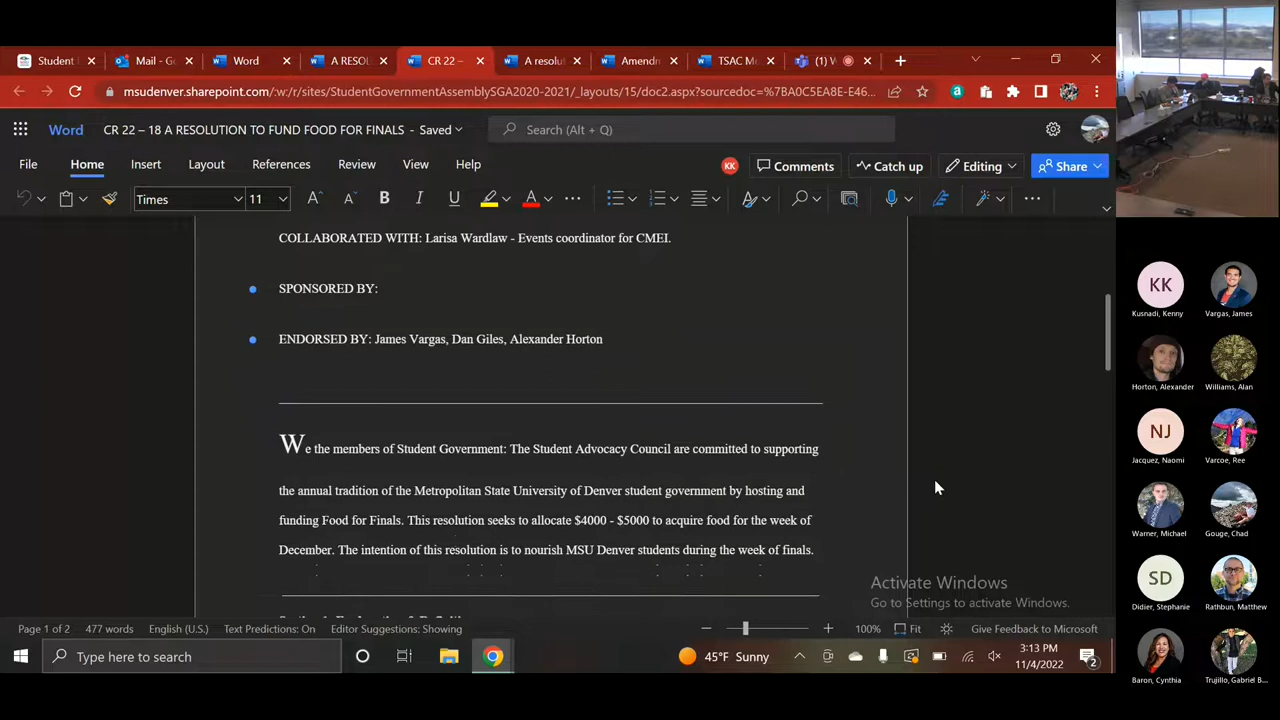 Student
Mail - Go
Word
A RESOL
CR 22 –
A resolut
Amendm
TSAC Me
(1) W
msudenver.sharepoint.com/:w:/r/sites/StudentGovernmentAssemblySGA2020-2021/_layouts/15/doc2.aspx?sourcedoc=%7BA0C5EA8E-E46...
Word CR 22 – 18 A RESOLUTION TO FUND FOOD FOR FINALS - Saved
Search (Alt + Q)
File Home Insert Layout References Review View Help
KK Comments Catch up Editing Share
Times 11 B I U
COLLABORATED WITH: Larisa Wardlaw - Events coordinator for CMEI.
SPONSORED BY:
ENDORSED BY: James Vargas, Dan Giles, Alexander Horton
We the members of Student Government: The Student Advocacy Council are committed to supporting
the annual tradition of the Metropolitan State University of Denver student government by hosting and
funding Food for Finals. This resolution seeks to allocate $4000 - $5000 to acquire food for the week of
December. The intention of this resolution is to nourish MSU Denver students during the week of finals.
Activate Windows
Go to Settings to activate Windows.
Page 1 of 2 477 words English (U.S.) Text Predictions: On Editor Suggestions: Showing
100% Fit Give Feedback to Microsoft
Type here to search
45°F Sunny
3:13 PM
11/4/2022
2
KK
Kusnadi, Kenny
Vargas, James
Horton, Alexander
Williams, Alan
NJ
Jacquez, Naomi
Varcoe, Ree
Warner, Michael
Gouge, Chad
SD
Didier, Stephanie
Rathbun, Matthew
Baron, Cynthia
Trujillo, Gabriel B...